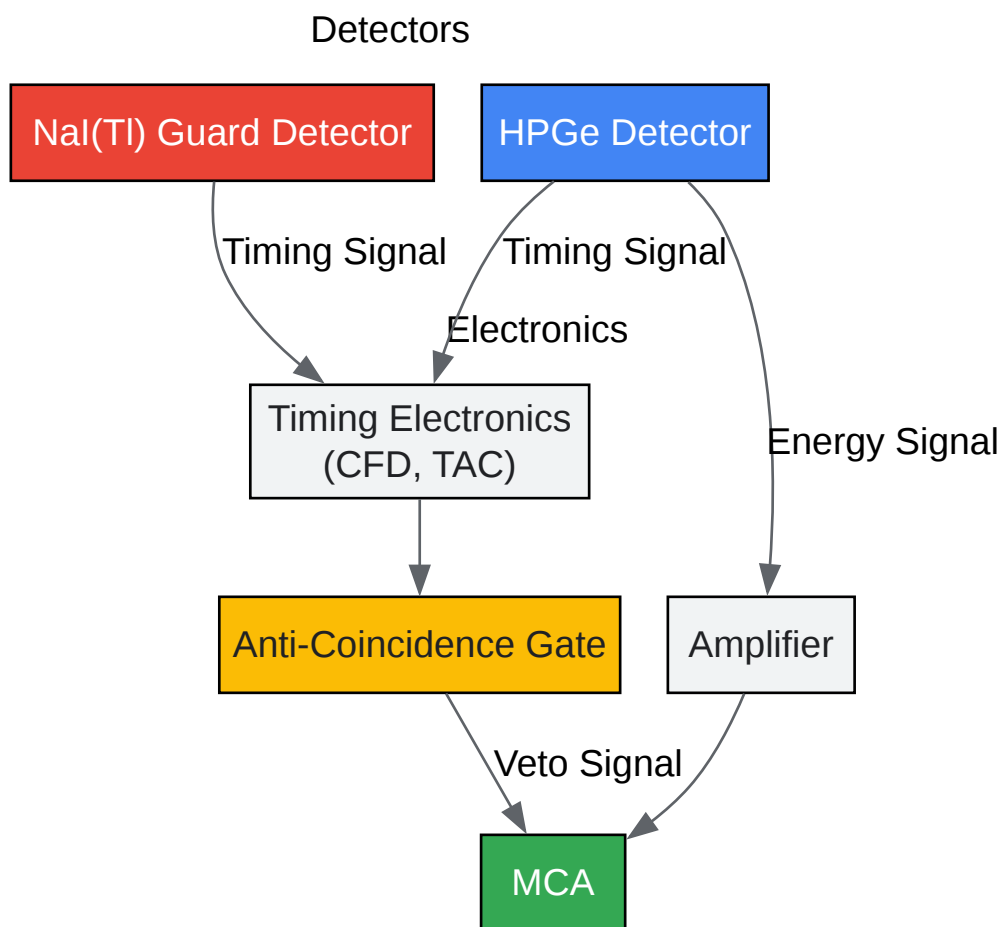 Detectors
NaI(Tl) Guard Detector
HPGe Detector
Timing Signal
Timing Signal
Electronics
Timing Electronics
(CFD, TAC)
Energy Signal
Anti-Coincidence Gate
Amplifier
Veto Signal
MCA